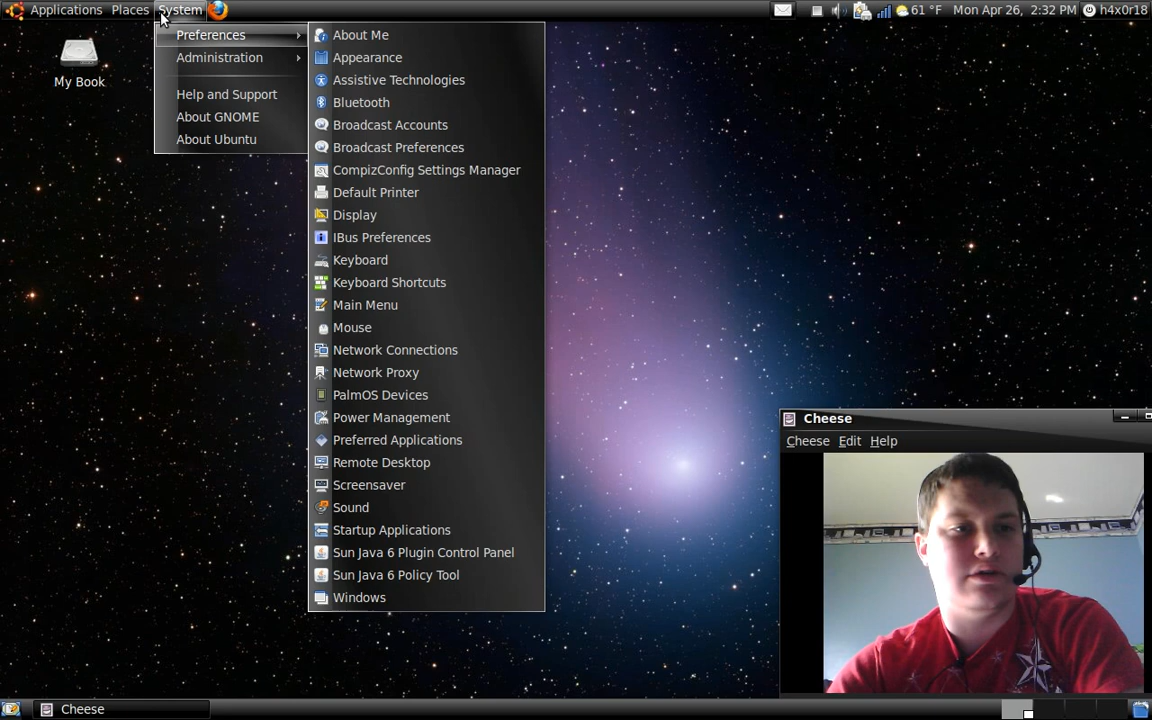 Applications Places System 61 °F Mon Apr 26, 2:32 PM h4x0r18
My Book
Preferences
Administration
Help and Support
About GNOME
About Ubuntu
About Me
Appearance
Assistive Technologies
Bluetooth
Broadcast Accounts
Broadcast Preferences
CompizConfig Settings Manager
Default Printer
Display
IBus Preferences
Keyboard
Keyboard Shortcuts
Main Menu
Mouse
Network Connections
Network Proxy
PalmOS Devices
Power Management
Preferred Applications
Remote Desktop
Screensaver
Sound
Startup Applications
Sun Java 6 Plugin Control Panel
Sun Java 6 Policy Tool
Windows
Cheese
Cheese Edit Help
Cheese